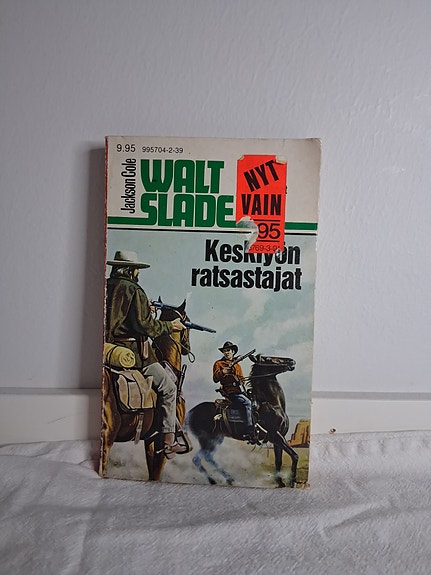 9.95 995704-2-39
Jackson Cole
WALT
SLADE
NYT
VAIN
95
Keskiyön
ratsastajat